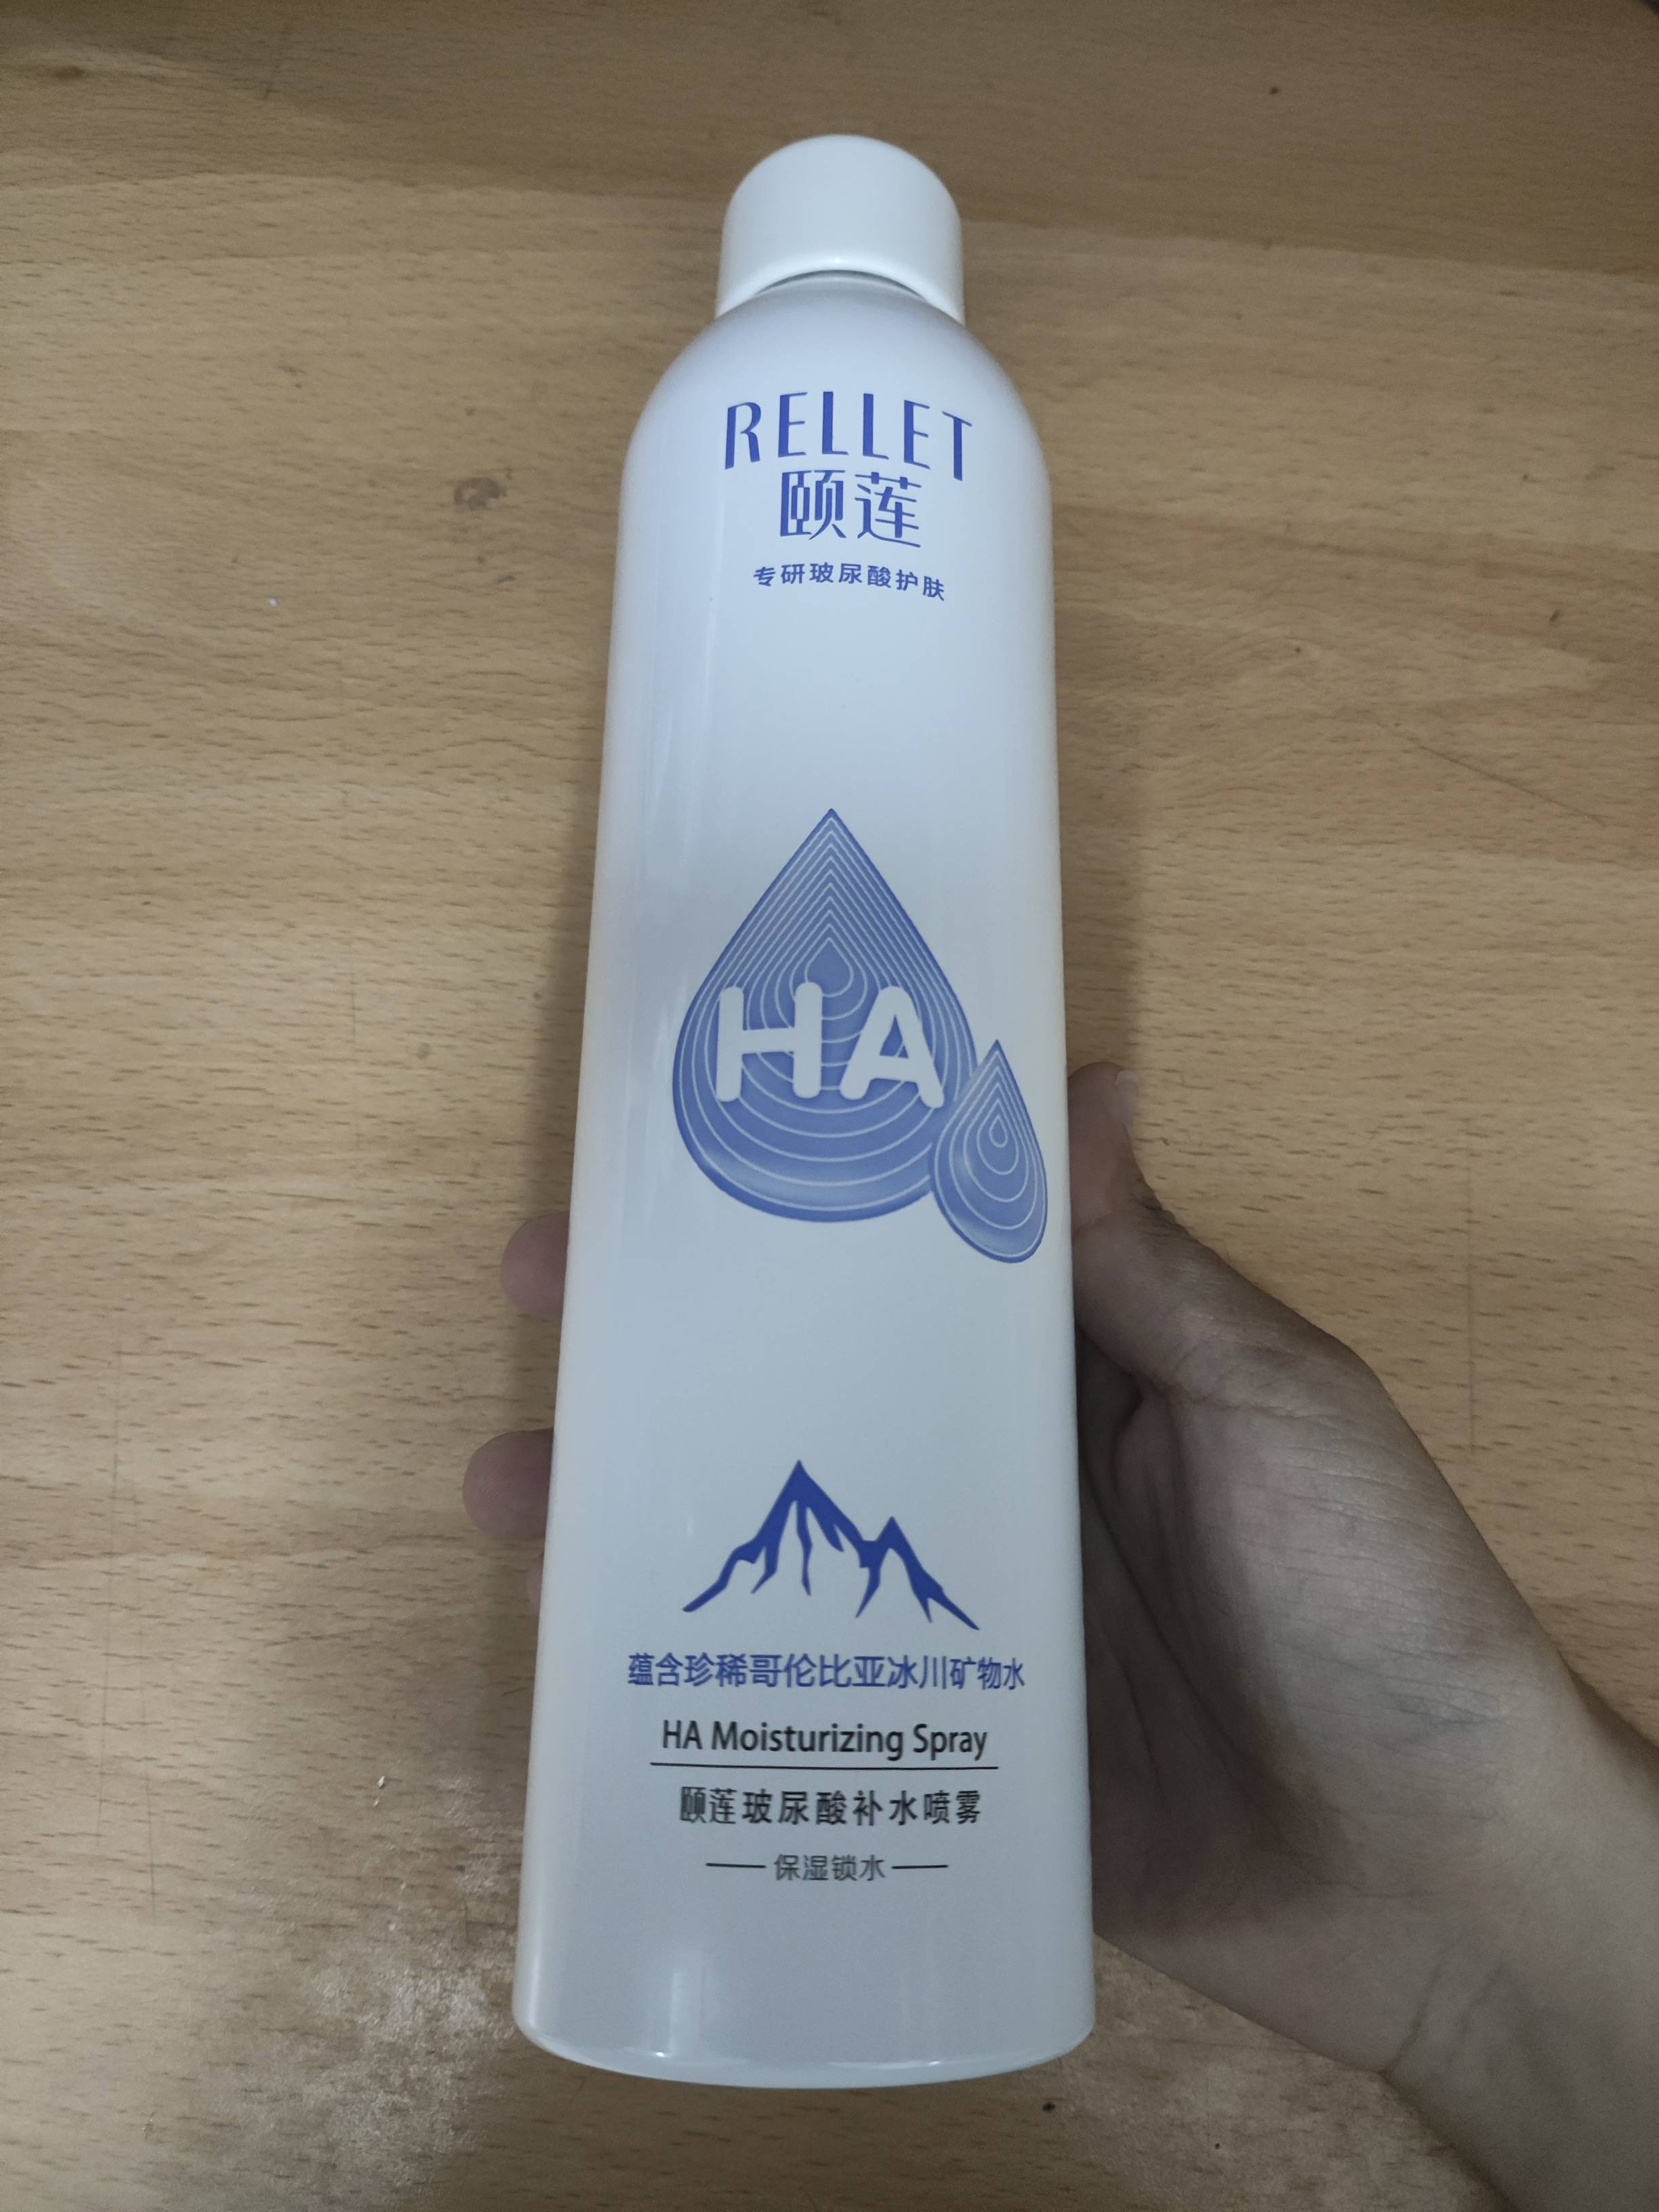 RELLET
颐莲
专研玻尿酸护肤
HA
蕴含珍稀哥伦比亚冰川矿物水
HA Moisturizing Spray
颐莲玻尿酸补水喷雾
保湿锁水